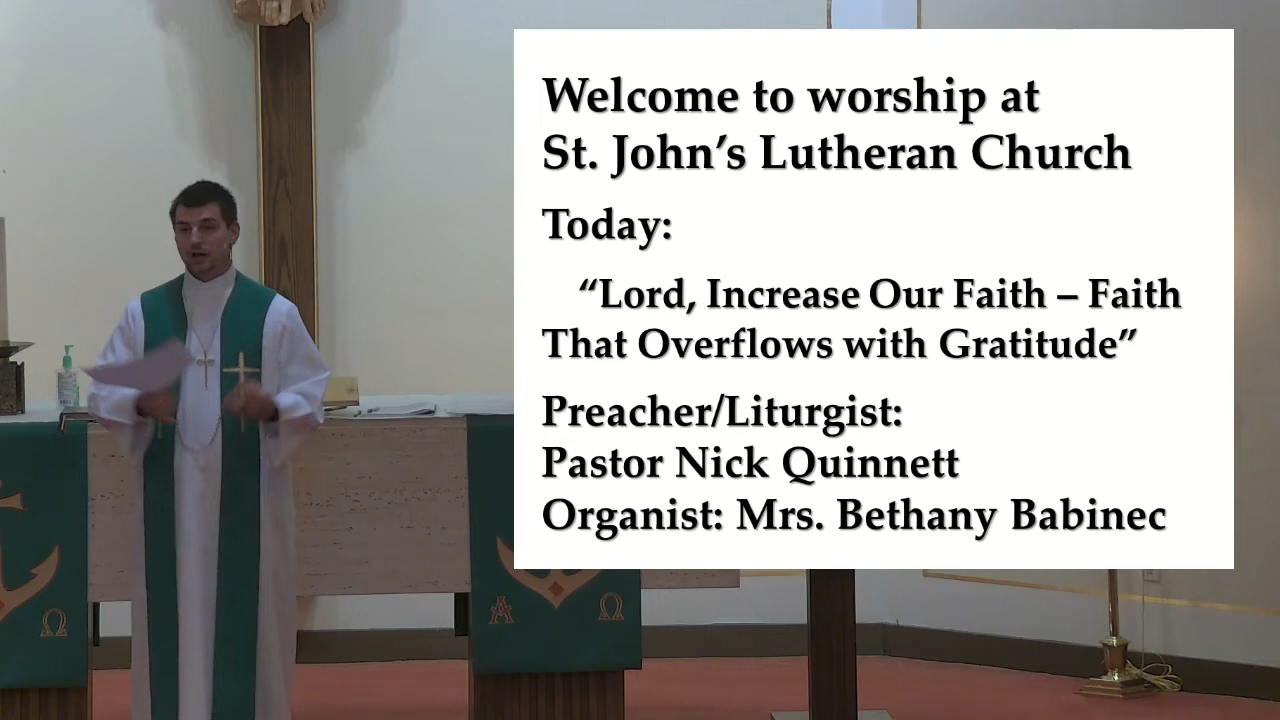 Welcome to worship at
St. John’s Lutheran Church
Today:
“Lord, Increase Our Faith – Faith
That Overflows with Gratitude”
Preacher/Liturgist:
Pastor Nick Quinnett
Organist: Mrs. Bethany Babinec
Ω
Α Ω